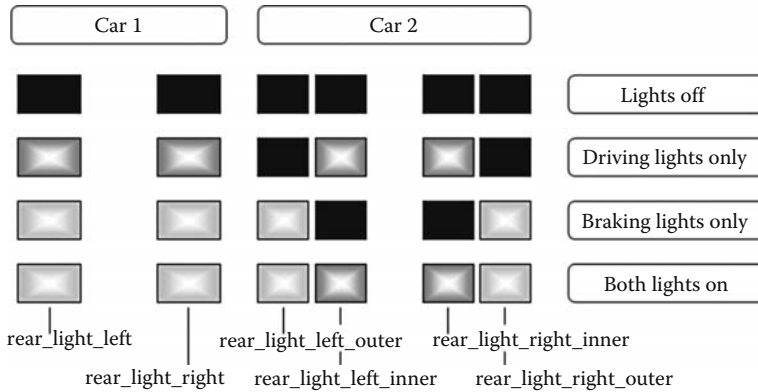 Car 1
Car 2
Lights off
Driving lights only
Braking lights only
Both lights on
rear_light_left
rear_light_left_outer
rear_light_right_inner
rear_light_right
rear_light_left_inner
rear_light_right_outer